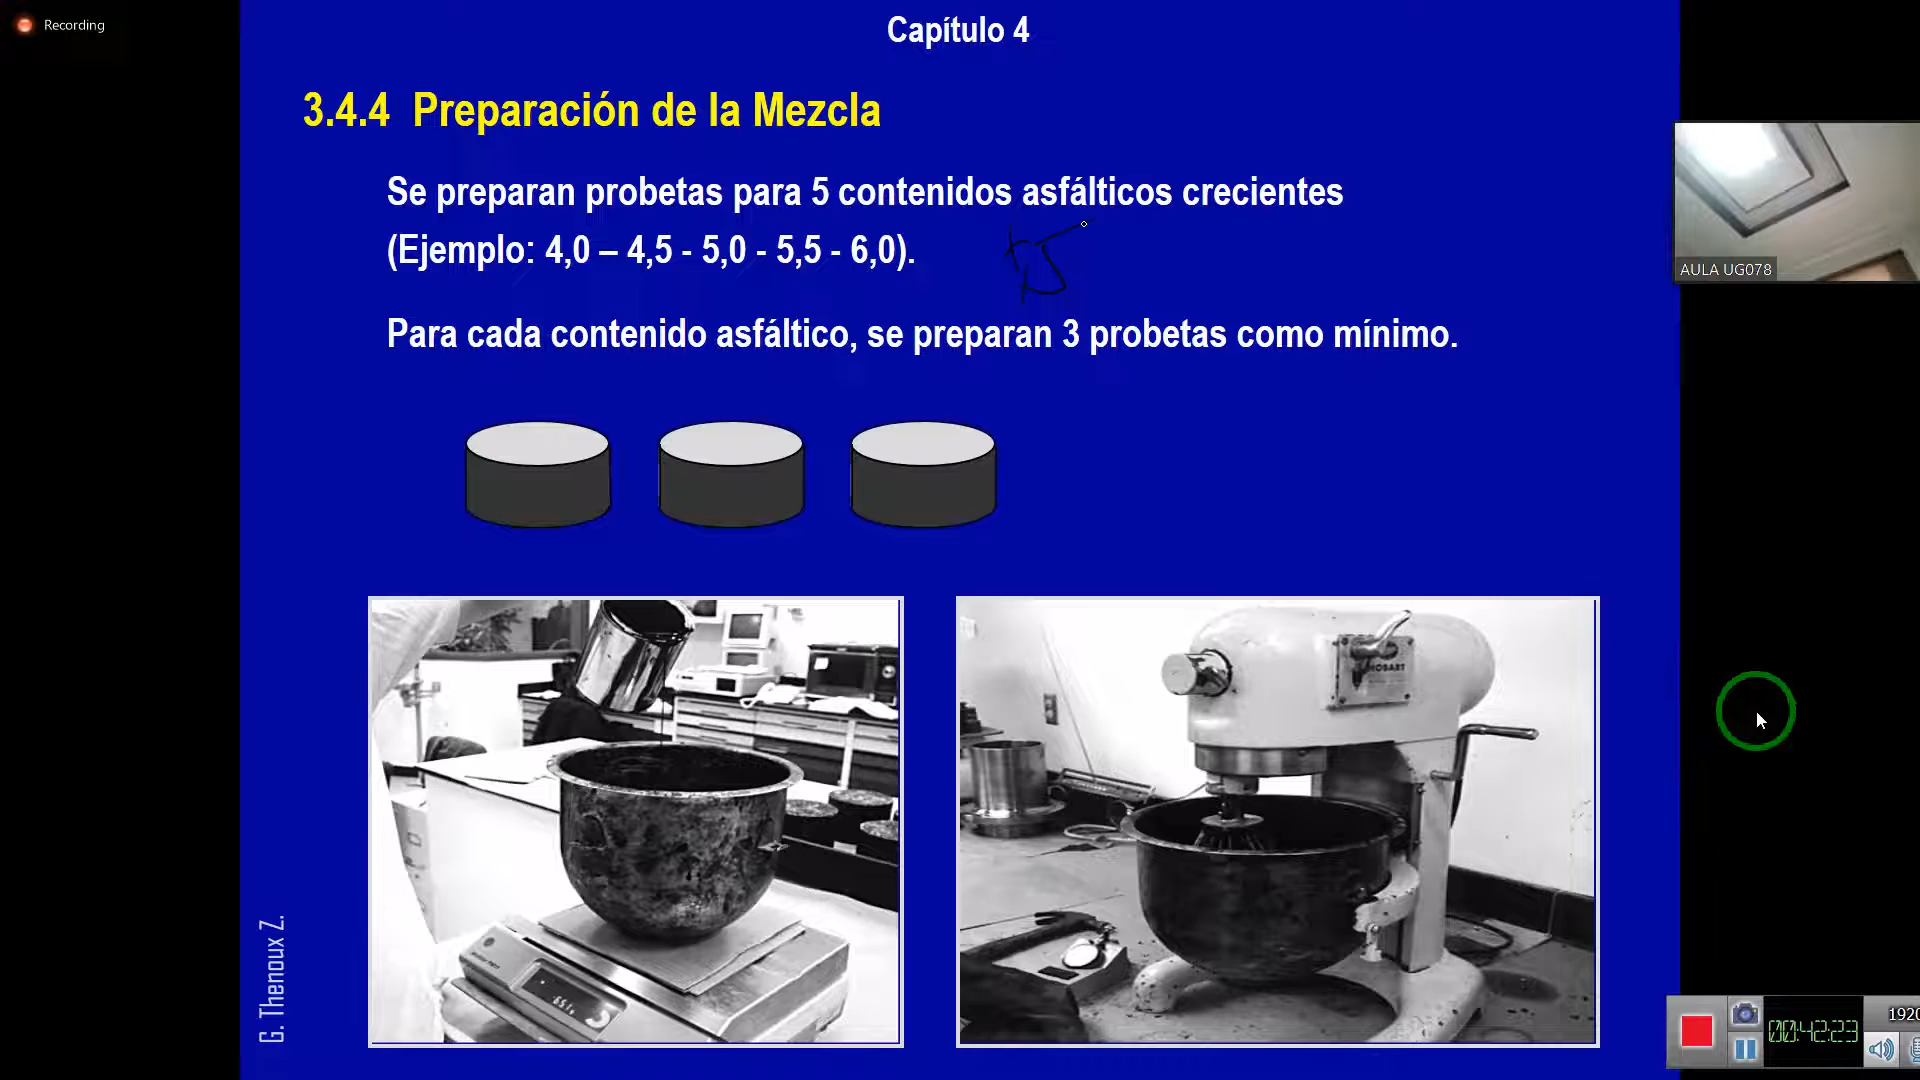 Recording
Capítulo 4
3.4.4 Preparación de la Mezcla
Se preparan probetas para 5 contenidos asfálticos crecientes
(Ejemplo: 4,0 – 4,5 - 5,0 - 5,5 - 6,0).
Para cada contenido asfáltico, se preparan 3 probetas como mínimo.
AULA UG078
HOBART
G. Thenoux Z.
1920
00:42:23